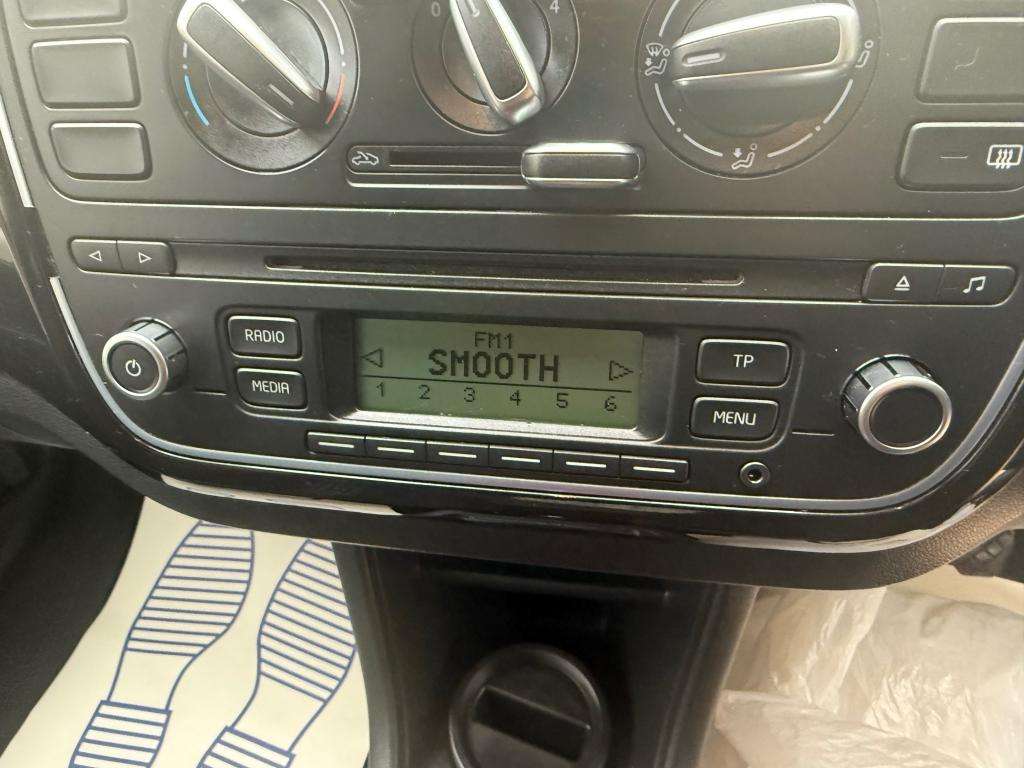 0 4
RADIO
MEDIA
FM1
SMOOTH
1 2 3 4 5 6
TP
MENU